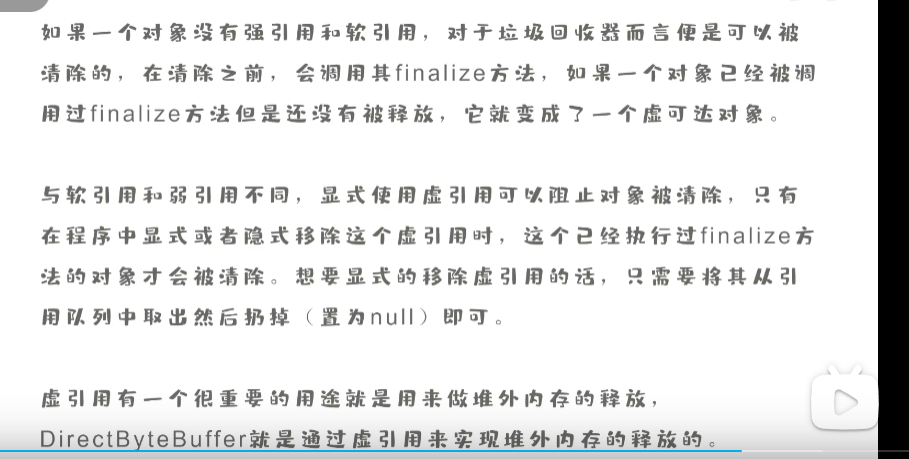 如果一个对象没有强引用和软引用，对于垃圾回收器而言便是可以被
清除的，在清除之前，会调用其finalize方法，如果一个对象已经被调
用过finalize方法但是还没有被释放，它就变成了一个虚可达对象。
与软引用和弱引用不同，显式使用虚引用可以阻止对象被清除，只有
在程序中显式或者隐式移除这个虚引用时，这个已经执行过finalize方
法的对象才会被清除。想要显式的移除虚引用的话，只需要将其从引
用队列中取出然后扔掉（置为null）即可。
虚引用有一个很重要的用途就是用来做堆外内存的释放，
DirectByteBuffer就是通过虚引用来实现堆外内存的释放的。